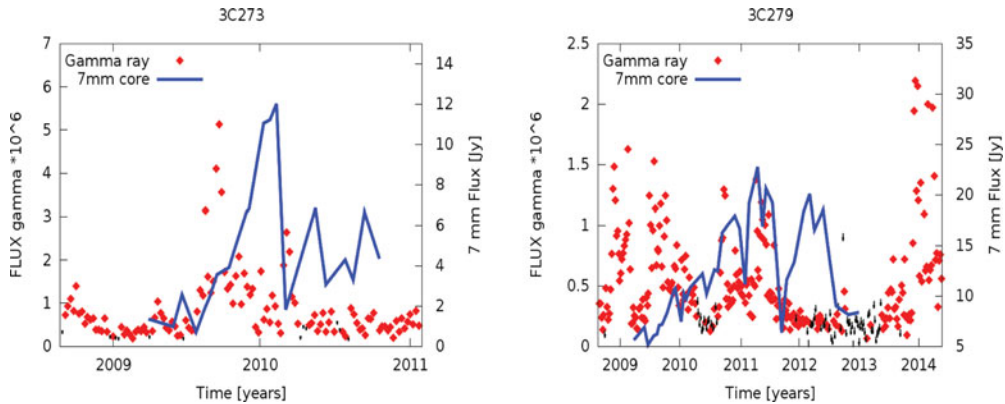 3C273
Gamma ray
7mm core
FLUX gamma *10^6
7
6
5
4
3
2
1
0
14
12
10
8
6
4
2
0
7 mm Flux [Jy]
2009 2010 2011
Time [years]
3C279
Gamma ray
7mm core
FLUX gamma *10^6
2.5
2
1.5
1
0.5
0
35
30
25
20
15
10
5
7 mm Flux [Jy]
2009 2010 2011 2012 2013 2014
Time [years]